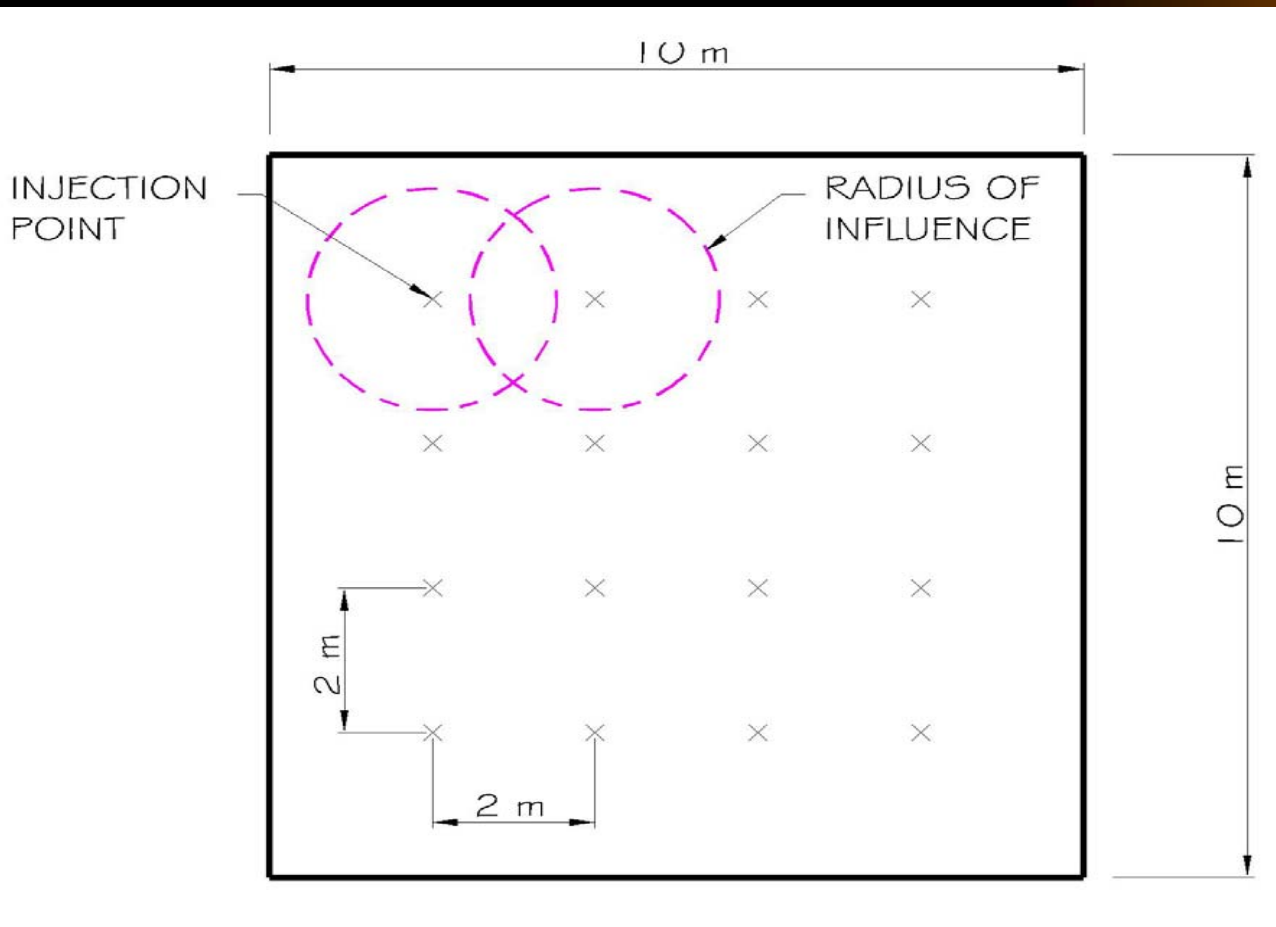 10 m
INJECTION
POINT
RADIUS OF
INFLUENCE
10 m
2 m
2 m